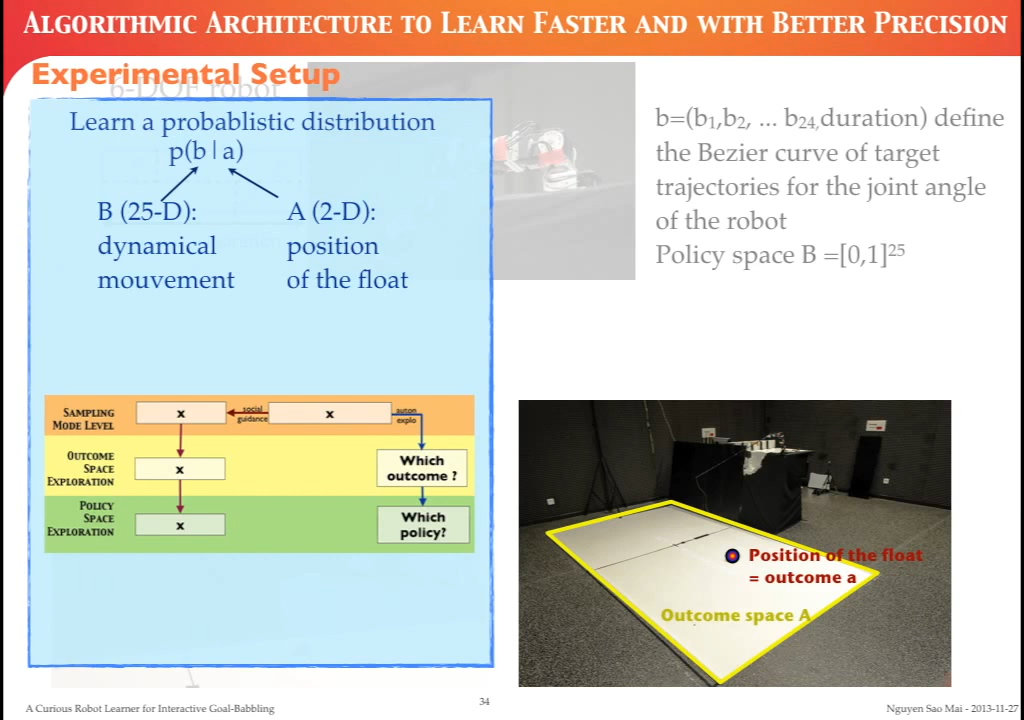 ALGORITHMIC ARCHITECTURE TO LEARN FASTER AND WITH BETTER PRECISION
Experimental Setup
6-DOF robot
Learn a probablistic distribution
p(b|a)
B (25-D):
dynamical
mouvement
A (2-D):
position
of the float
b=(b1,b2, ... b24,duration) define
the Bezier curve of target
trajectories for the joint angle
of the robot
Policy space B =[0,1]25
SAMPLING
MODE LEVEL
x
social
guidance
x
auton
explo
OUTCOME
SPACE
EXPLORATION
x
Which
outcome ?
POLICY
SPACE
EXPLORATION
x
Which
policy?
Position of the float
= outcome a
Outcome space A
A Curious Robot Learner for Interactive Goal-Babbling
34
Nguyen Sao Mai - 2013-11-27